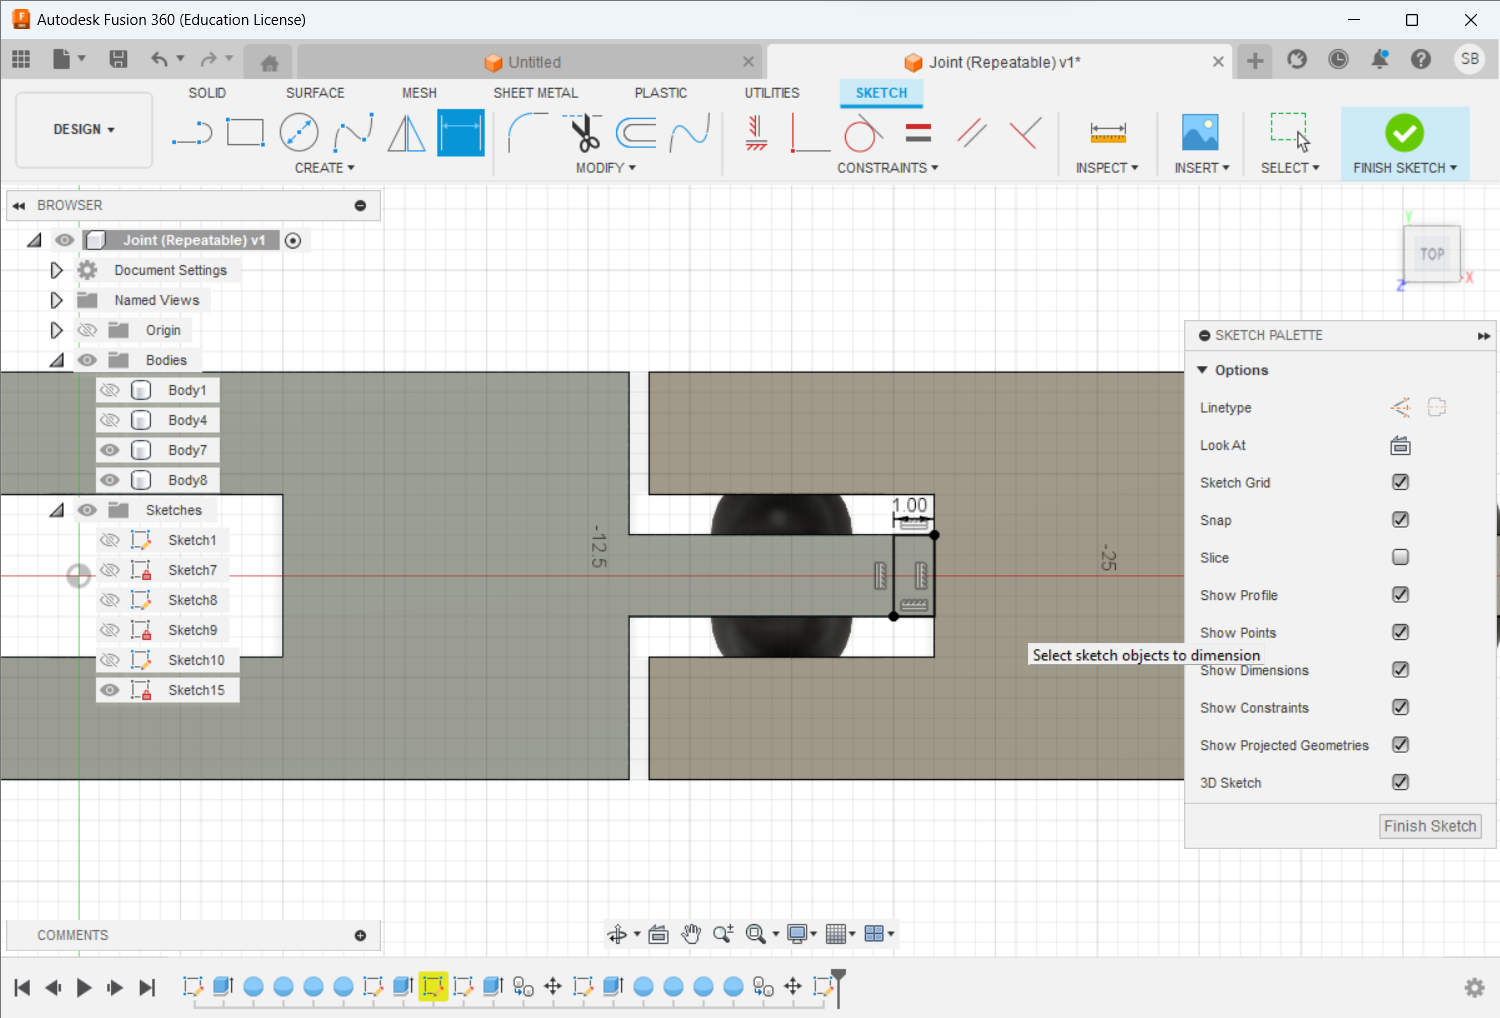 Autodesk Fusion 360 (Education License)
Untitled
Joint (Repeatable) v1*
SB
SOLID
SURFACE
MESH
SHEET METAL
PLASTIC
UTILITIES
SKETCH
DESIGN
CREATE
MODIFY
CONSTRAINTS
INSPECT
INSERT
SELECT
FINISH SKETCH
BROWSER
Joint (Repeatable) v1
Document Settings
Named Views
Origin
Bodies
Body1
Body4
Body7
Body8
Sketches
Sketch1
Sketch7
Sketch8
Sketch9
Sketch10
Sketch15
Y
TOP
X
Z
1.00
-12.5
-25
Select sketch objects to dimension
SKETCH PALETTE
Options
Linetype
Look At
Sketch Grid
Snap
Slice
Show Profile
Show Points
Show Dimensions
Show Constraints
Show Projected Geometries
3D Sketch
Finish Sketch
COMMENTS